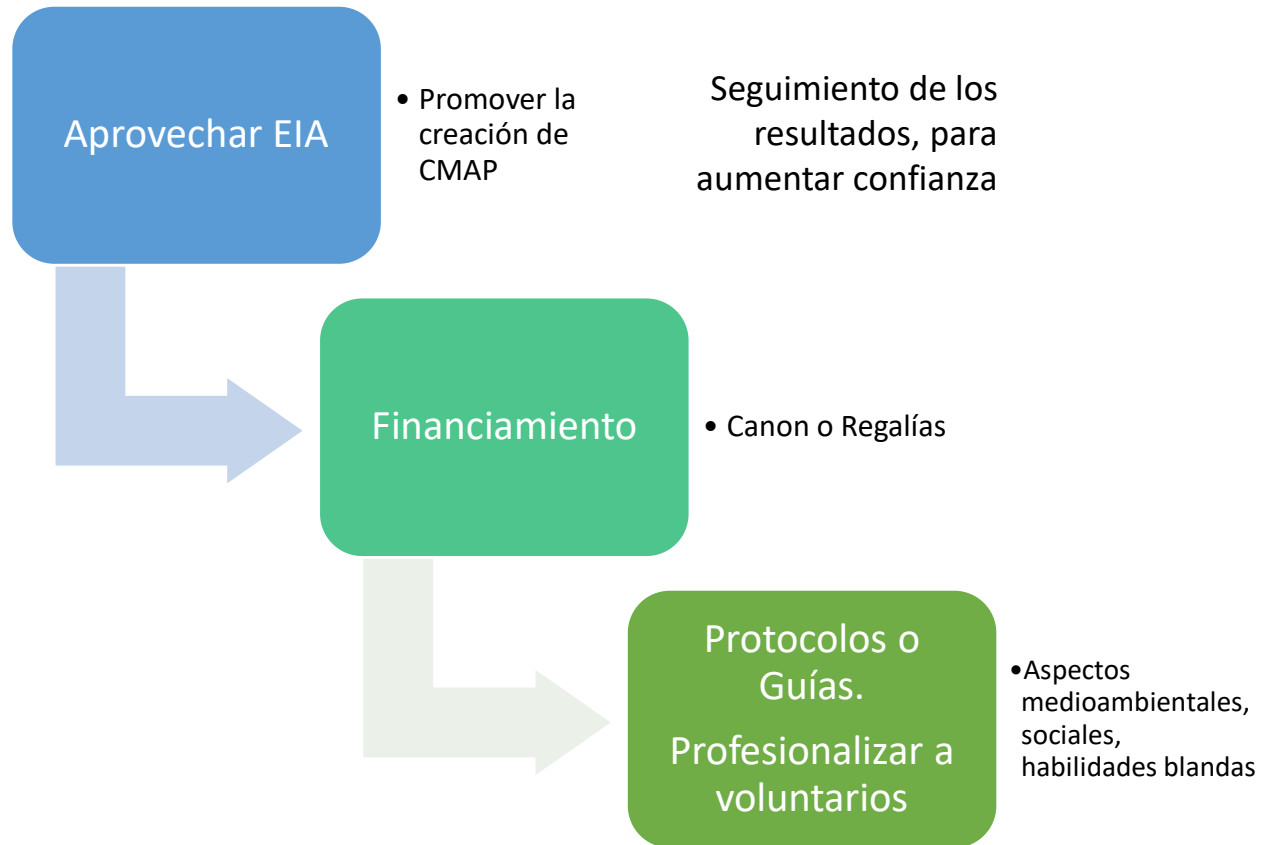 Aprovechar EIA
• Promover la
creación de
CMAP
Seguimiento de los
resultados, para
aumentar confianza
Financiamiento
• Canon o Regalías
Protocolos o
Guías.
Profesionalizar a
voluntarios
•Aspectos
medioambientales,
sociales,
habilidades blandas